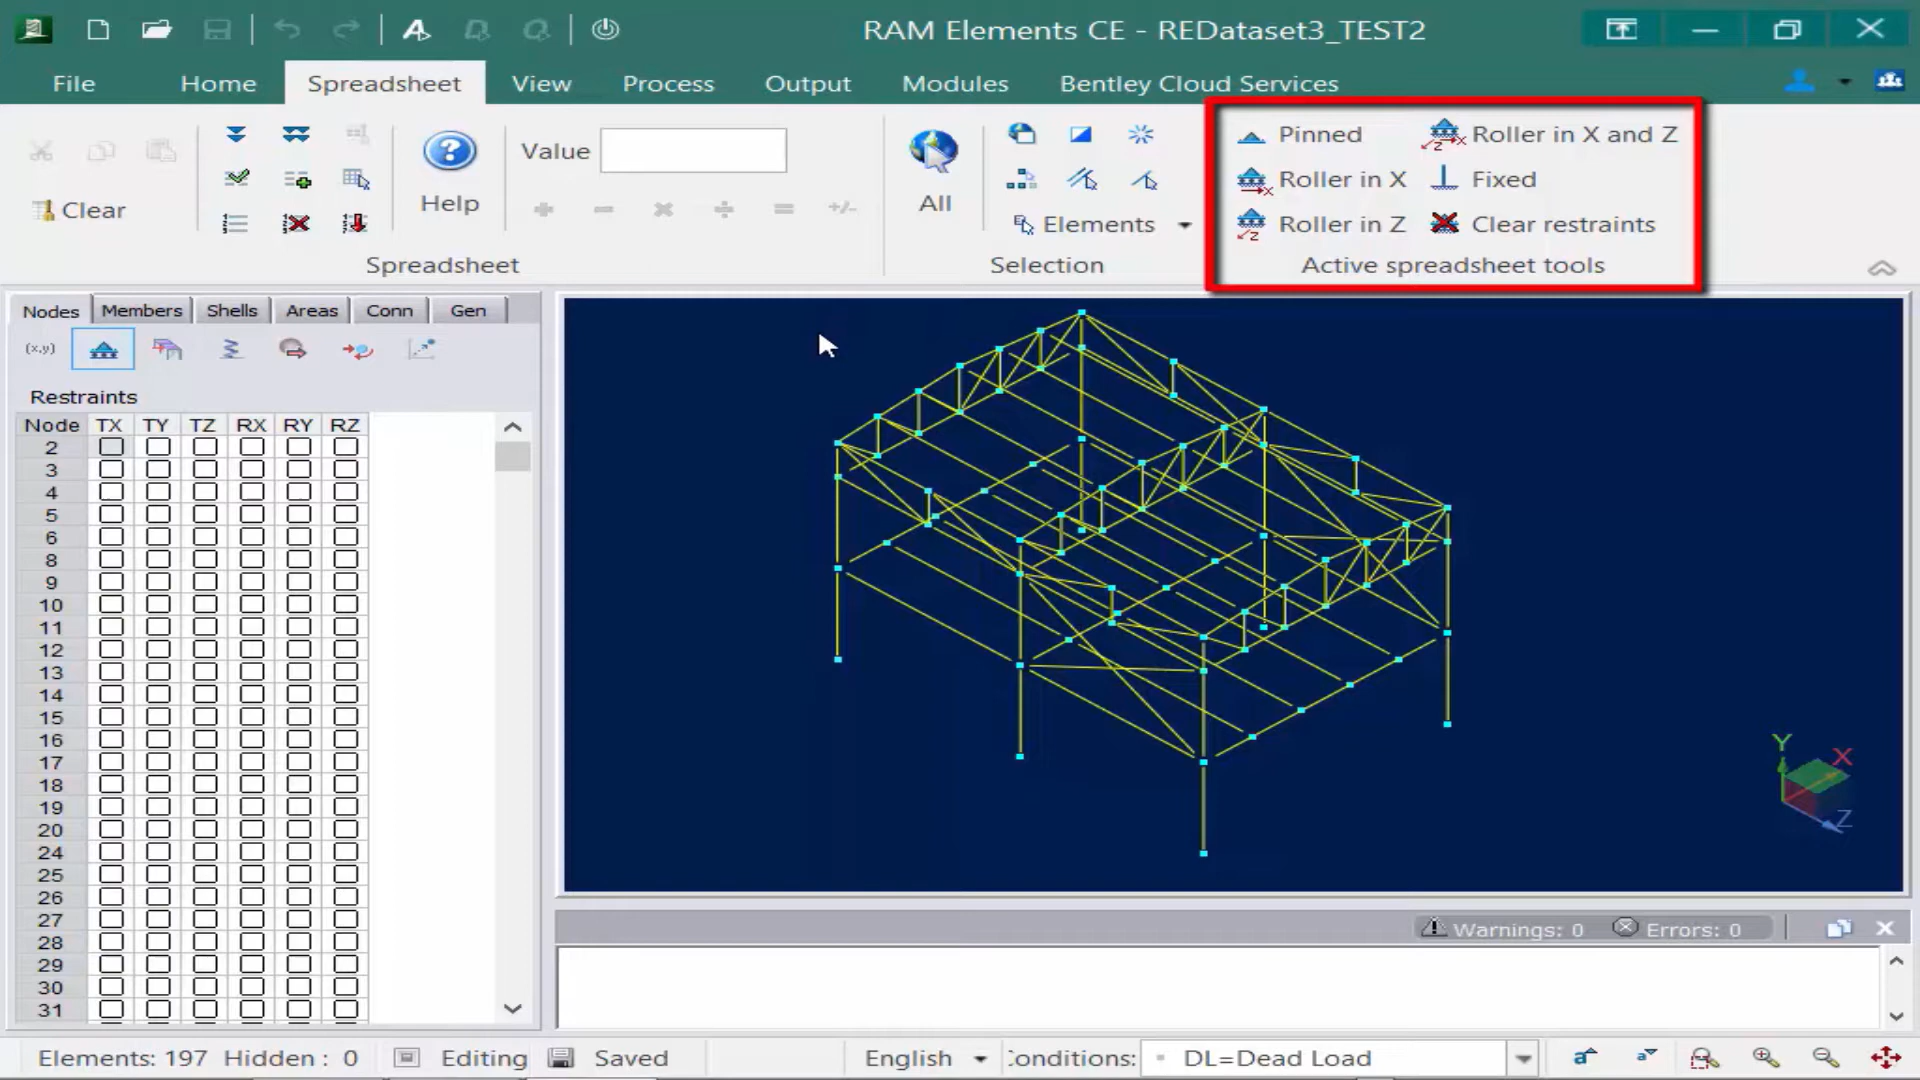 RAM Elements CE - REDataset3_TEST2
File Home Spreadsheet View Process Output Modules Bentley Cloud Services
Clear
Help
Value
Spreadsheet
All
Elements
Selection
Pinned Roller in X and Z
Roller in X Fixed
Roller in Z Clear restraints
Active spreadsheet tools
Nodes Members Shells Areas Conn Gen
(x,y)
Restraints
Node TX TY TZ RX RY RZ
2
3
4
5
6
8
9
10
11
12
13
14
15
16
17
18
19
20
24
25
26
27
28
29
30
31
Y
X
Z
Warnings: 0 Errors: 0
Elements: 197 Hidden : 0 Editing Saved English Conditions: DL=Dead Load